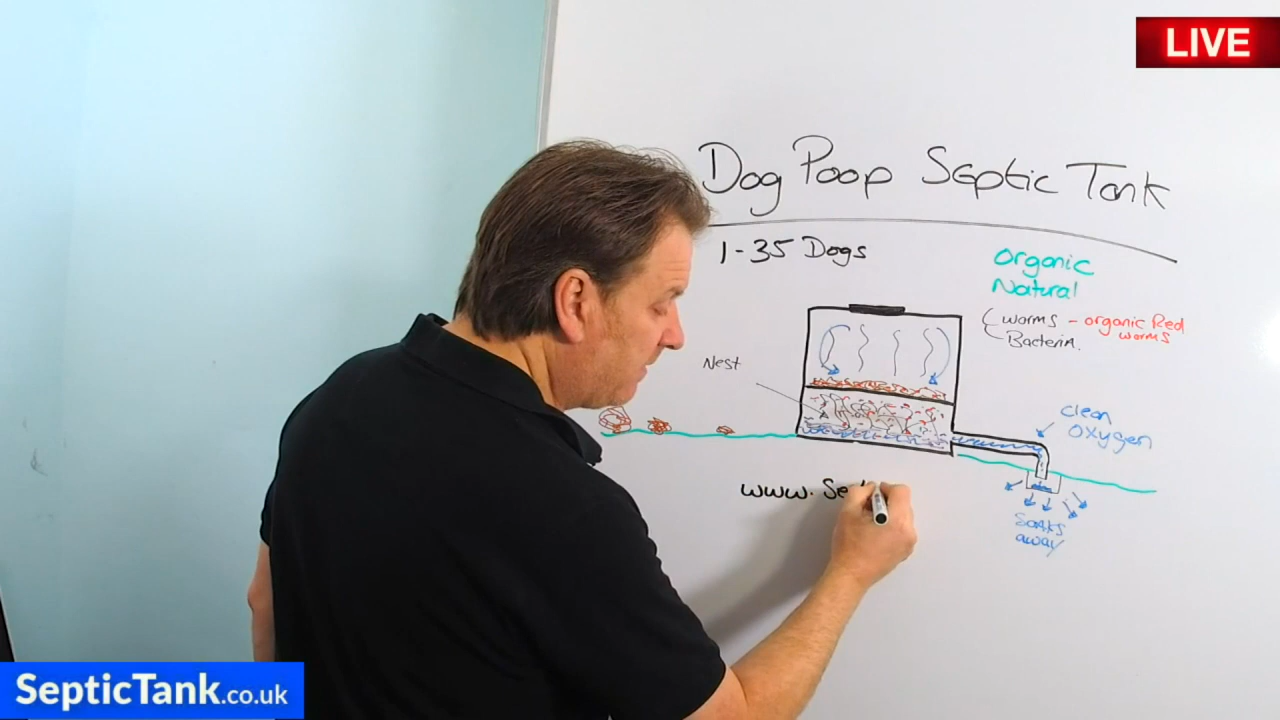 LIVE
Dog Poop Septic Tank
1-35 Dogs
Organic
Natural
worms - organic Red
worms
Bacteria.
Nest
clean
oxygen
www. Se
Soaks
away
SepticTank.co.uk